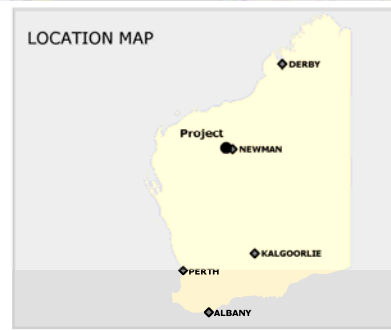 LOCATION MAP
DERBY
Project
NEWMAN
KALGOORLIE
PERTH
ALBANY